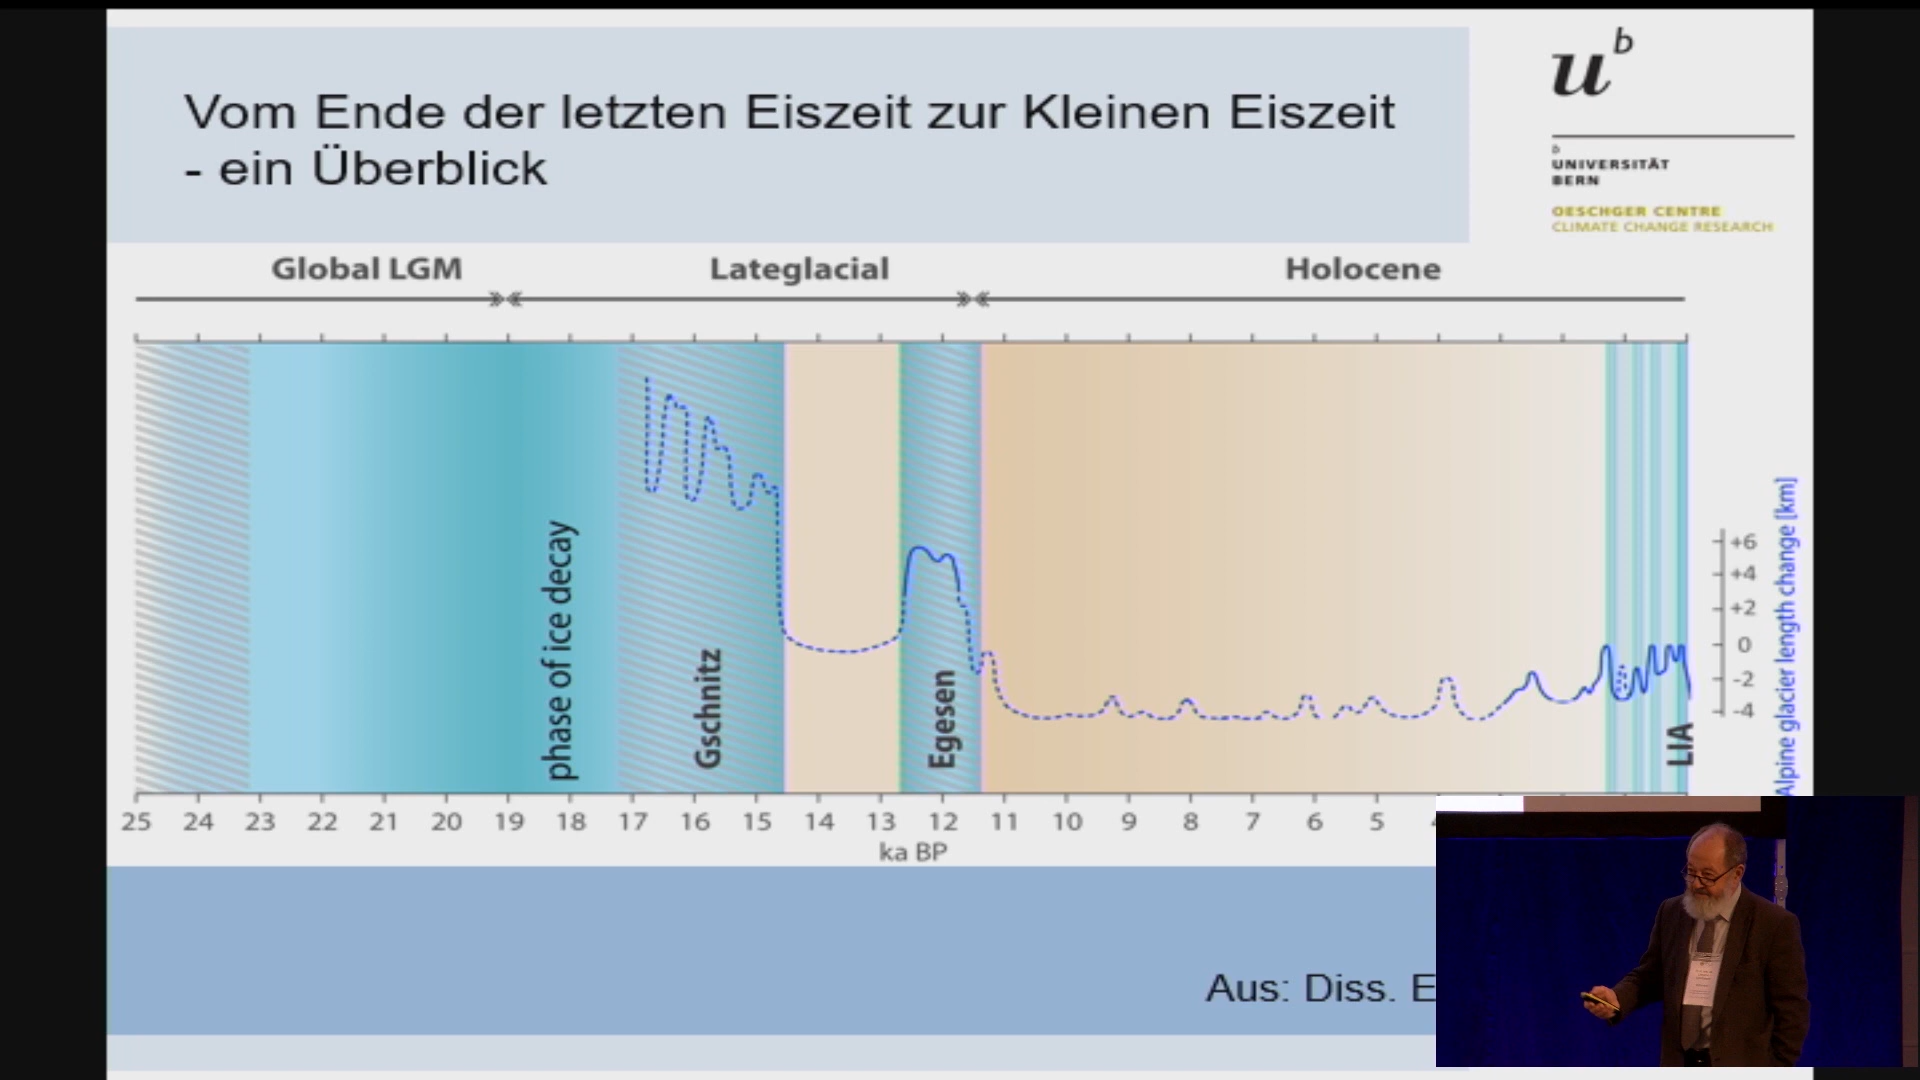 Vom Ende der letzten Eiszeit zur Kleinen Eiszeit
- ein Überblick
u^b
b
UNIVERSITÄT
BERN
OESCHGER CENTRE
CLIMATE CHANGE RESEARCH
Global LGM
Lateglacial
Holocene
phase of ice decay
Gschnitz
Egesen
LIA
+6
+4
+2
0
-2
-4
Alpine glacier length change [km]
25 24 23 22 21 20 19 18 17 16 15 14 13 12 11 10 9 8 7 6 5
ka BP
Aus: Diss. E